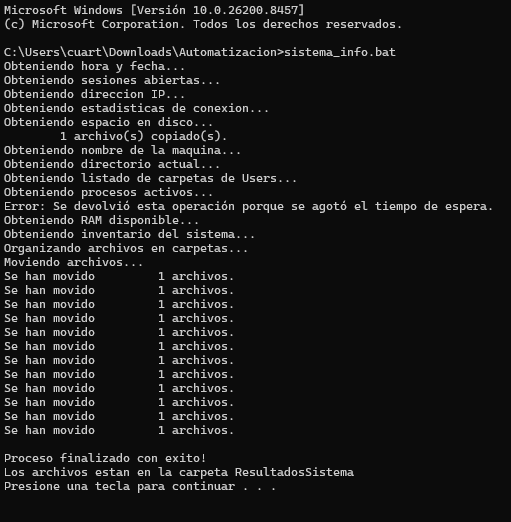 Microsoft Windows [Versión 10.0.26200.8457]
(c) Microsoft Corporation. Todos los derechos reservados.
C:\Users\cuart\Downloads\Automatizacion>sistema_info.bat
Obteniendo hora y fecha...
Obteniendo sesiones abiertas...
Obteniendo direccion IP...
Obteniendo estadisticas de conexion...
Obteniendo espacio en disco...
        1 archivo(s) copiado(s).
Obteniendo nombre de la maquina...
Obteniendo directorio actual...
Obteniendo listado de carpetas de Users...
Obteniendo procesos activos...
Error: Se devolvió esta operación porque se agotó el tiempo de espera.
Obteniendo RAM disponible...
Obteniendo inventario del sistema...
Organizando archivos en carpetas...
Moviendo archivos...
Se han movido         1 archivos.
Se han movido         1 archivos.
Se han movido         1 archivos.
Se han movido         1 archivos.
Se han movido         1 archivos.
Se han movido         1 archivos.
Se han movido         1 archivos.
Se han movido         1 archivos.
Se han movido         1 archivos.
Se han movido         1 archivos.
Se han movido         1 archivos.
Se han movido         1 archivos.
Proceso finalizado con exito!
Los archivos estan en la carpeta ResultadosSistema
Presione una tecla para continuar . . .